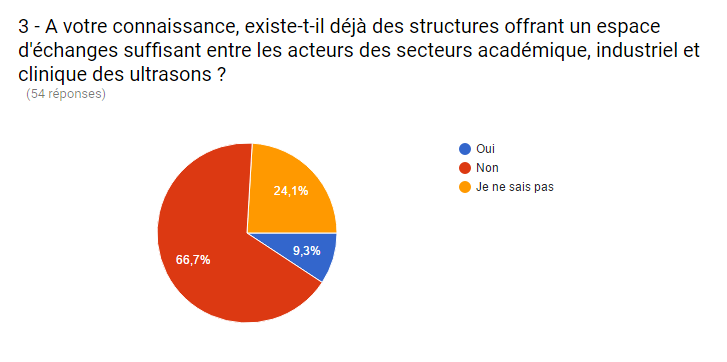 3 - A votre connaissance, existe-t-il déjà des structures offrant un espace
d'échanges suffisant entre les acteurs des secteurs académique, industriel et
clinique des ultrasons ?
(54 réponses)
Oui
Non
Je ne sais pas
24,1%
9,3%
66,7%